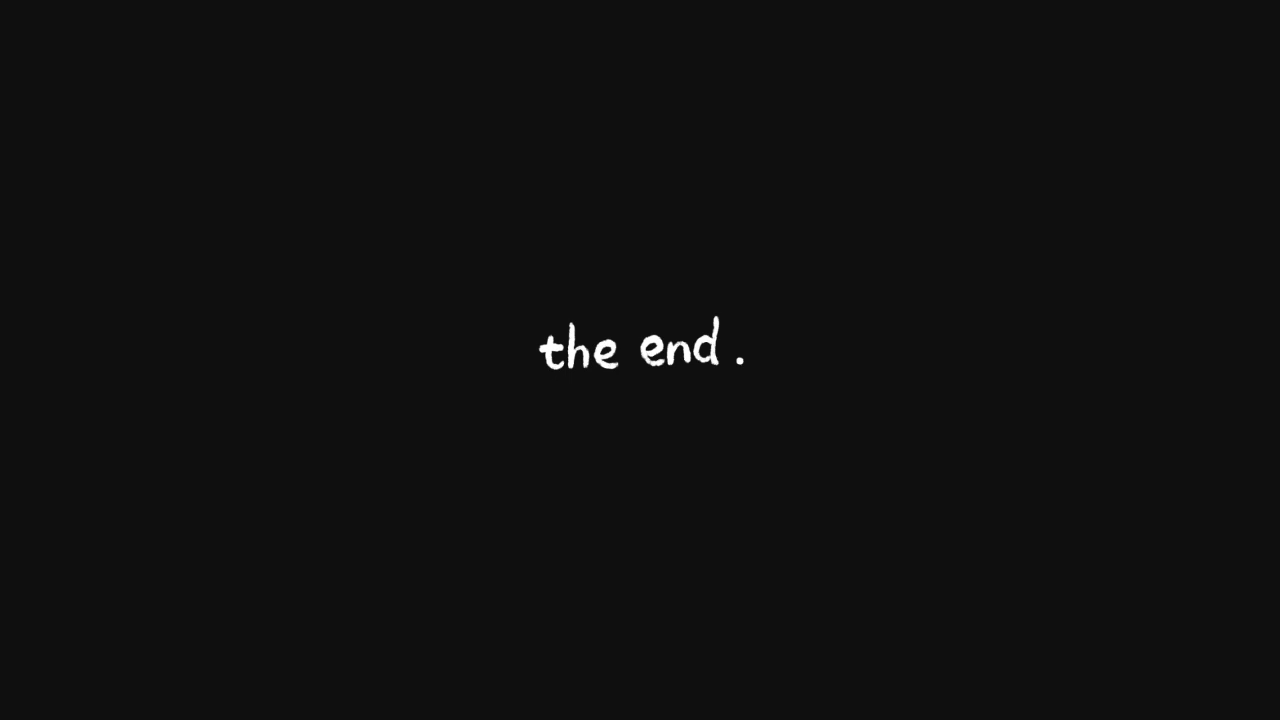 the end .